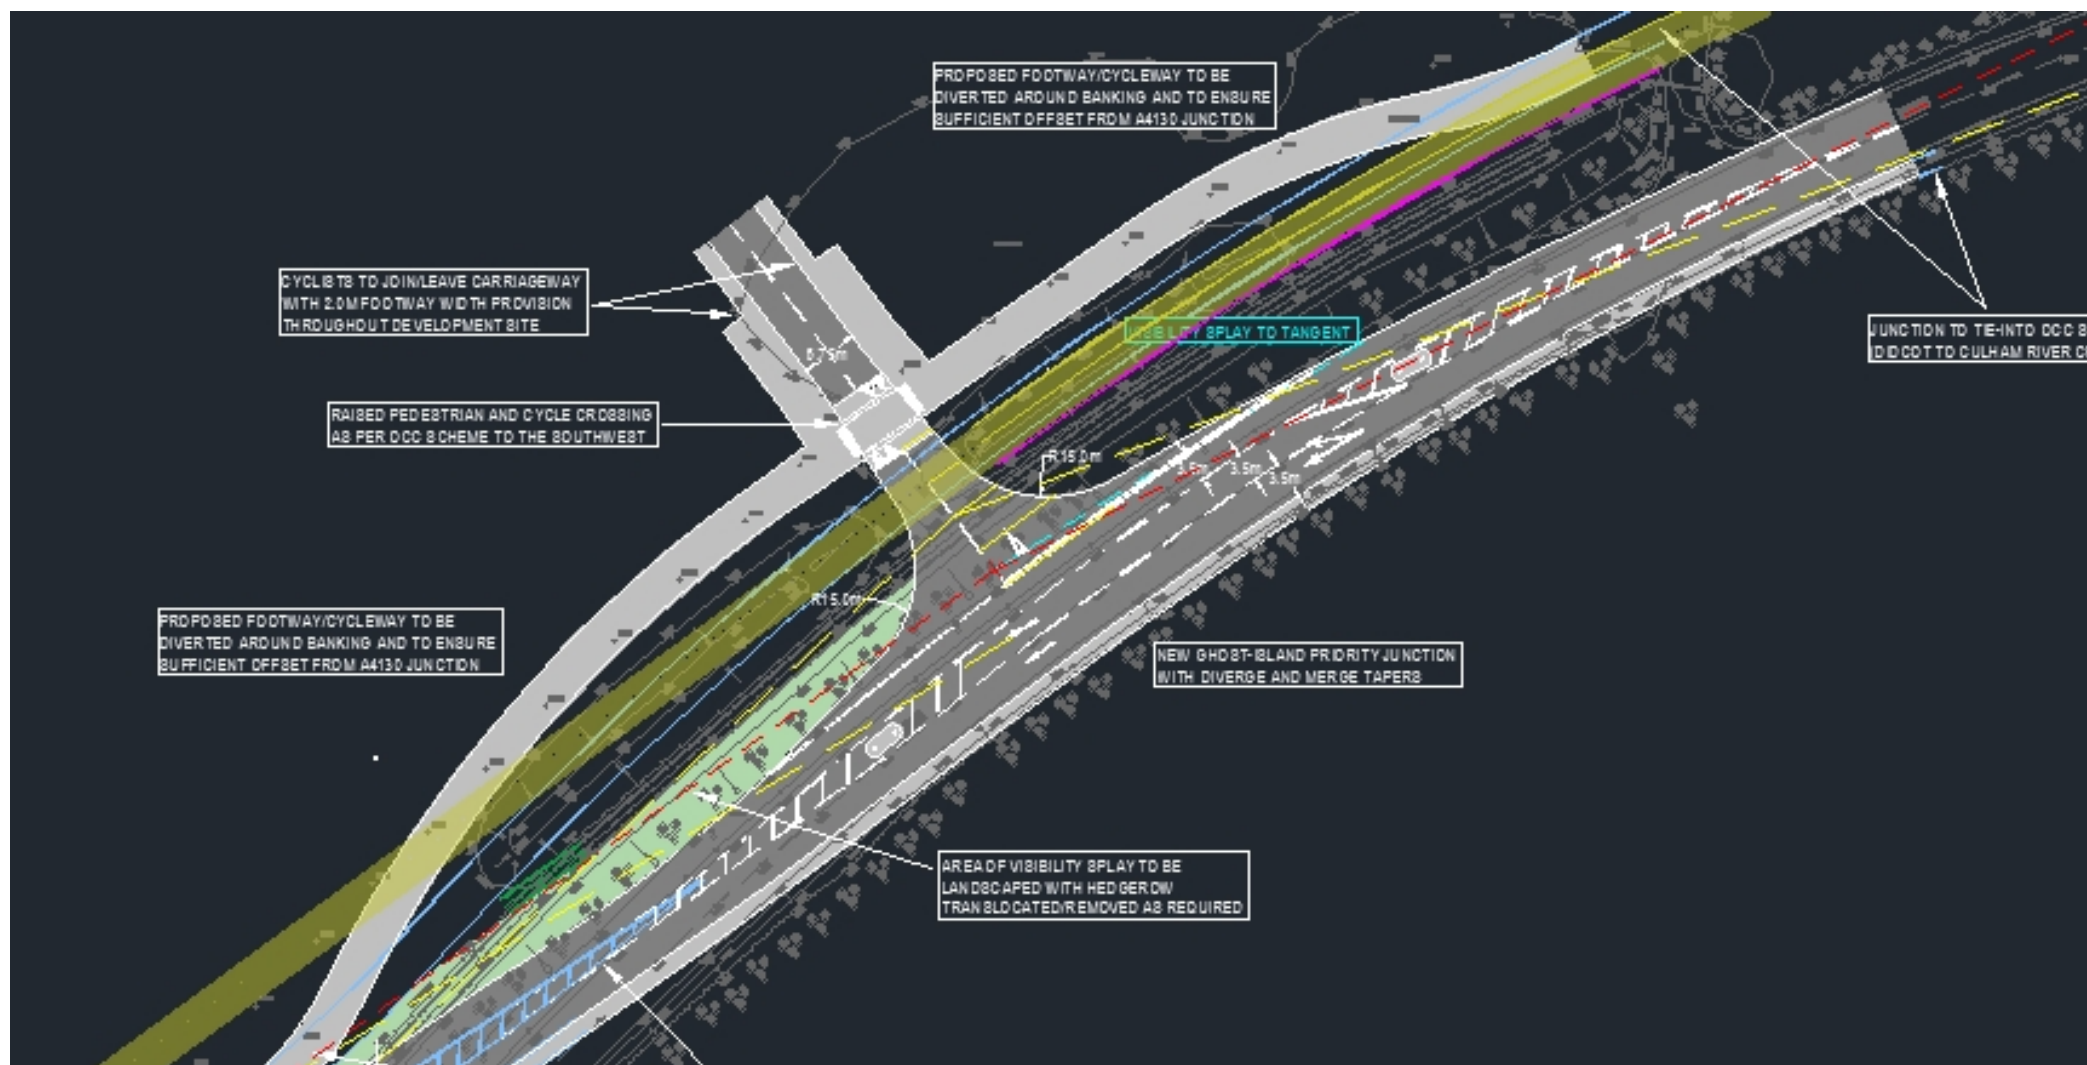 PROPOSED FOOTWAY/CYCLEWAY TO BE
DIVERTED AROUND BANKING AND TO ENSURE
SUFFICIENT OFFSET FROM A4130 JUNCTION
CYCLISTS TO JOIN/LEAVE CARRIAGEWAY
WITH 2.0M FOOTWAY WIDTH PROVISION
THROUGHOUT DEVELOPMENT SITE
VISIBILITY SPLAY TO TANGENT
JUNCTION TO TIE-INTO OCC S
(DIDCOT TO CULHAM RIVER C
RAISED PEDESTRIAN AND CYCLE CROSSING
AS PER OCC SCHEME TO THE SOUTHWEST
R15.0m
3.5m
3.5m
3.5m
R15.0m
PROPOSED FOOTWAY/CYCLEWAY TO BE
DIVERTED AROUND BANKING AND TO ENSURE
SUFFICIENT OFFSET FROM A4130 JUNCTION
NEW GHOST-ISLAND PRIORITY JUNCTION
WITH DIVERGE AND MERGE TAPERS
AREA OF VISIBILITY SPLAY TO BE
LANDSCAPED WITH HEDGEROW
TRANSLOCATED/REMOVED AS REQUIRED